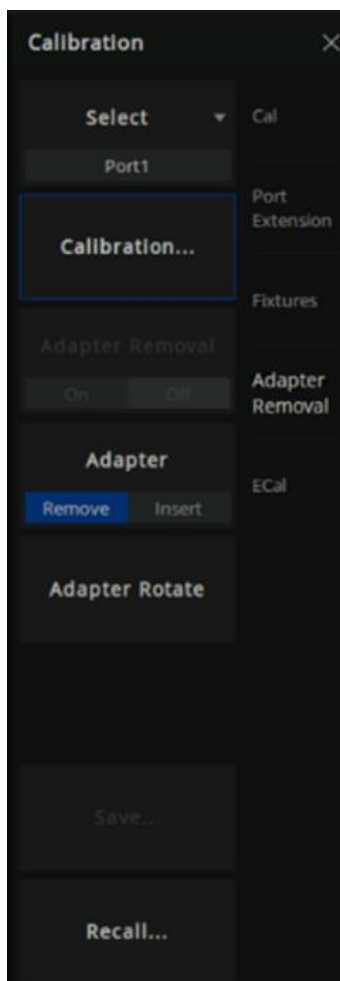 Calibration
Select
Port1
Calibration...
Adapter Removal
On Off
Adapter
Remove Insert
Adapter Rotate
Save...
Recall...
Cal
Port
Extension
Fixtures
Adapter
Removal
ECal